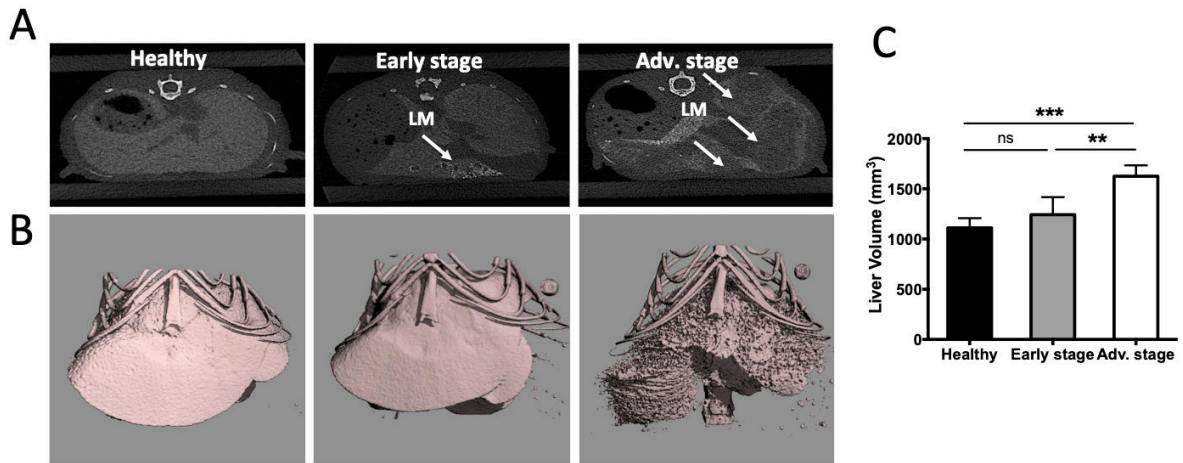 A
Healthy
Early stage
LM
Adv. stage
LM
B
C
***
ns
**
Liver Volume (mm³)
2000
1500
1000
500
0
Healthy
Early stage
Adv. stage